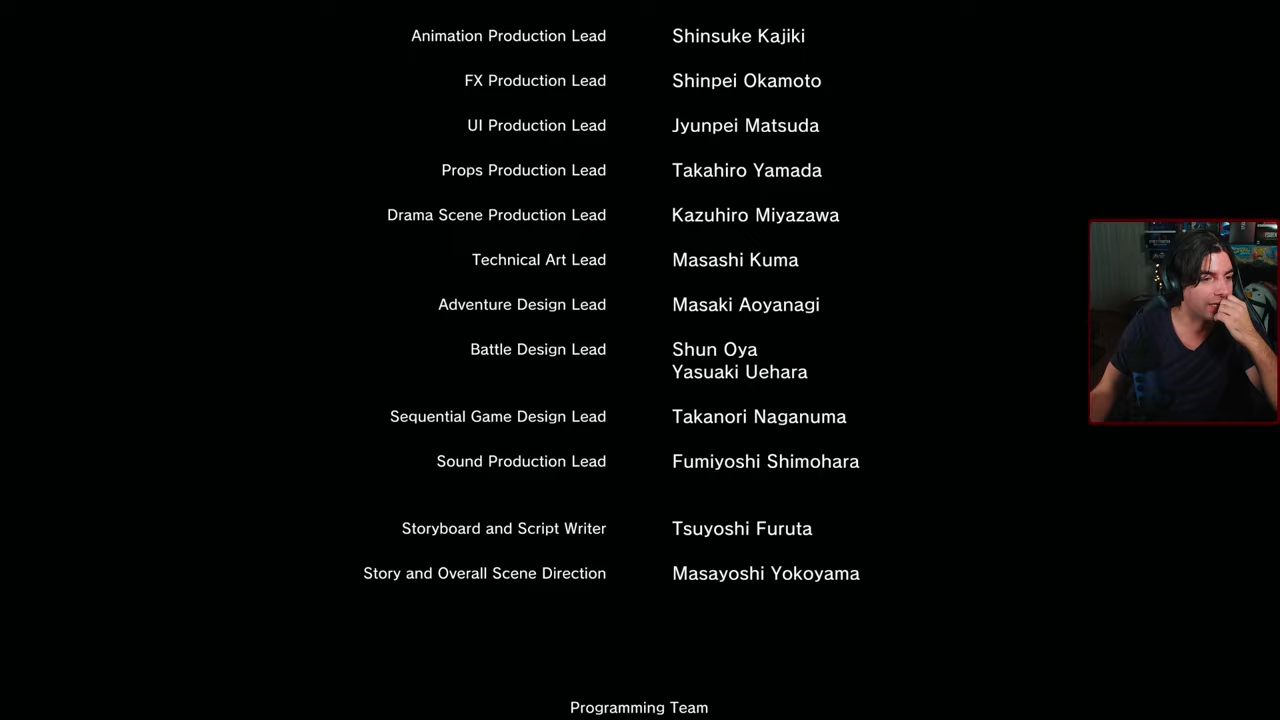 Animation Production Lead Shinsuke Kajiki
FX Production Lead Shinpei Okamoto
UI Production Lead Jyunpei Matsuda
Props Production Lead Takahiro Yamada
Drama Scene Production Lead Kazuhiro Miyazawa
Technical Art Lead Masashi Kuma
Adventure Design Lead Masaki Aoyanagi
Battle Design Lead Shun Oya
Yasuaki Uehara
Sequential Game Design Lead Takanori Naganuma
Sound Production Lead Fumiyoshi Shimohara
Storyboard and Script Writer Tsuyoshi Furuta
Story and Overall Scene Direction Masayoshi Yokoyama
Programming Team